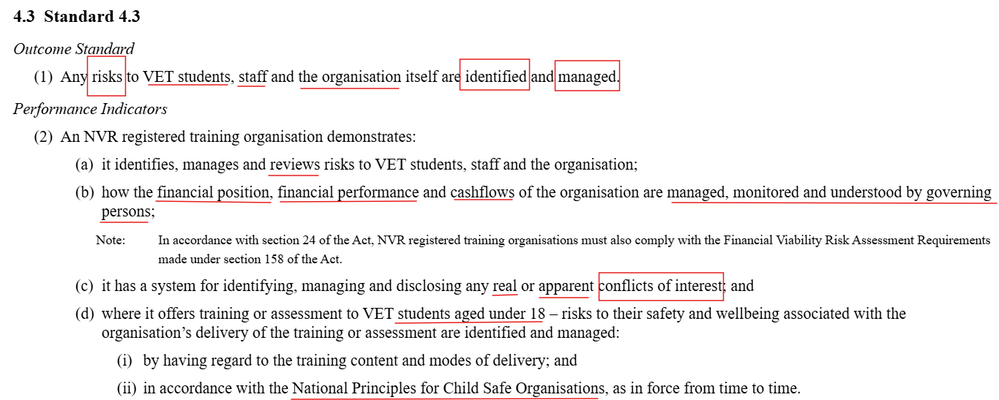 4.3 Standard 4.3
Outcome Standard
(1) Any risks to VET students, staff and the organisation itself are identified and managed.
Performance Indicators
(2) An NVR registered training organisation demonstrates:
(a) it identifies, manages and reviews risks to VET students, staff and the organisation;
(b) how the financial position, financial performance and cashflows of the organisation are managed, monitored and understood by governing
persons;
Note: In accordance with section 24 of the Act, NVR registered training organisations must also comply with the Financial Viability Risk Assessment Requirements
made under section 158 of the Act.
(c) it has a system for identifying, managing and disclosing any real or apparent conflicts of interest; and
(d) where it offers training or assessment to VET students aged under 18 – risks to their safety and wellbeing associated with the
organisation’s delivery of the training or assessment are identified and managed:
(i) by having regard to the training content and modes of delivery; and
(ii) in accordance with the National Principles for Child Safe Organisations, as in force from time to time.